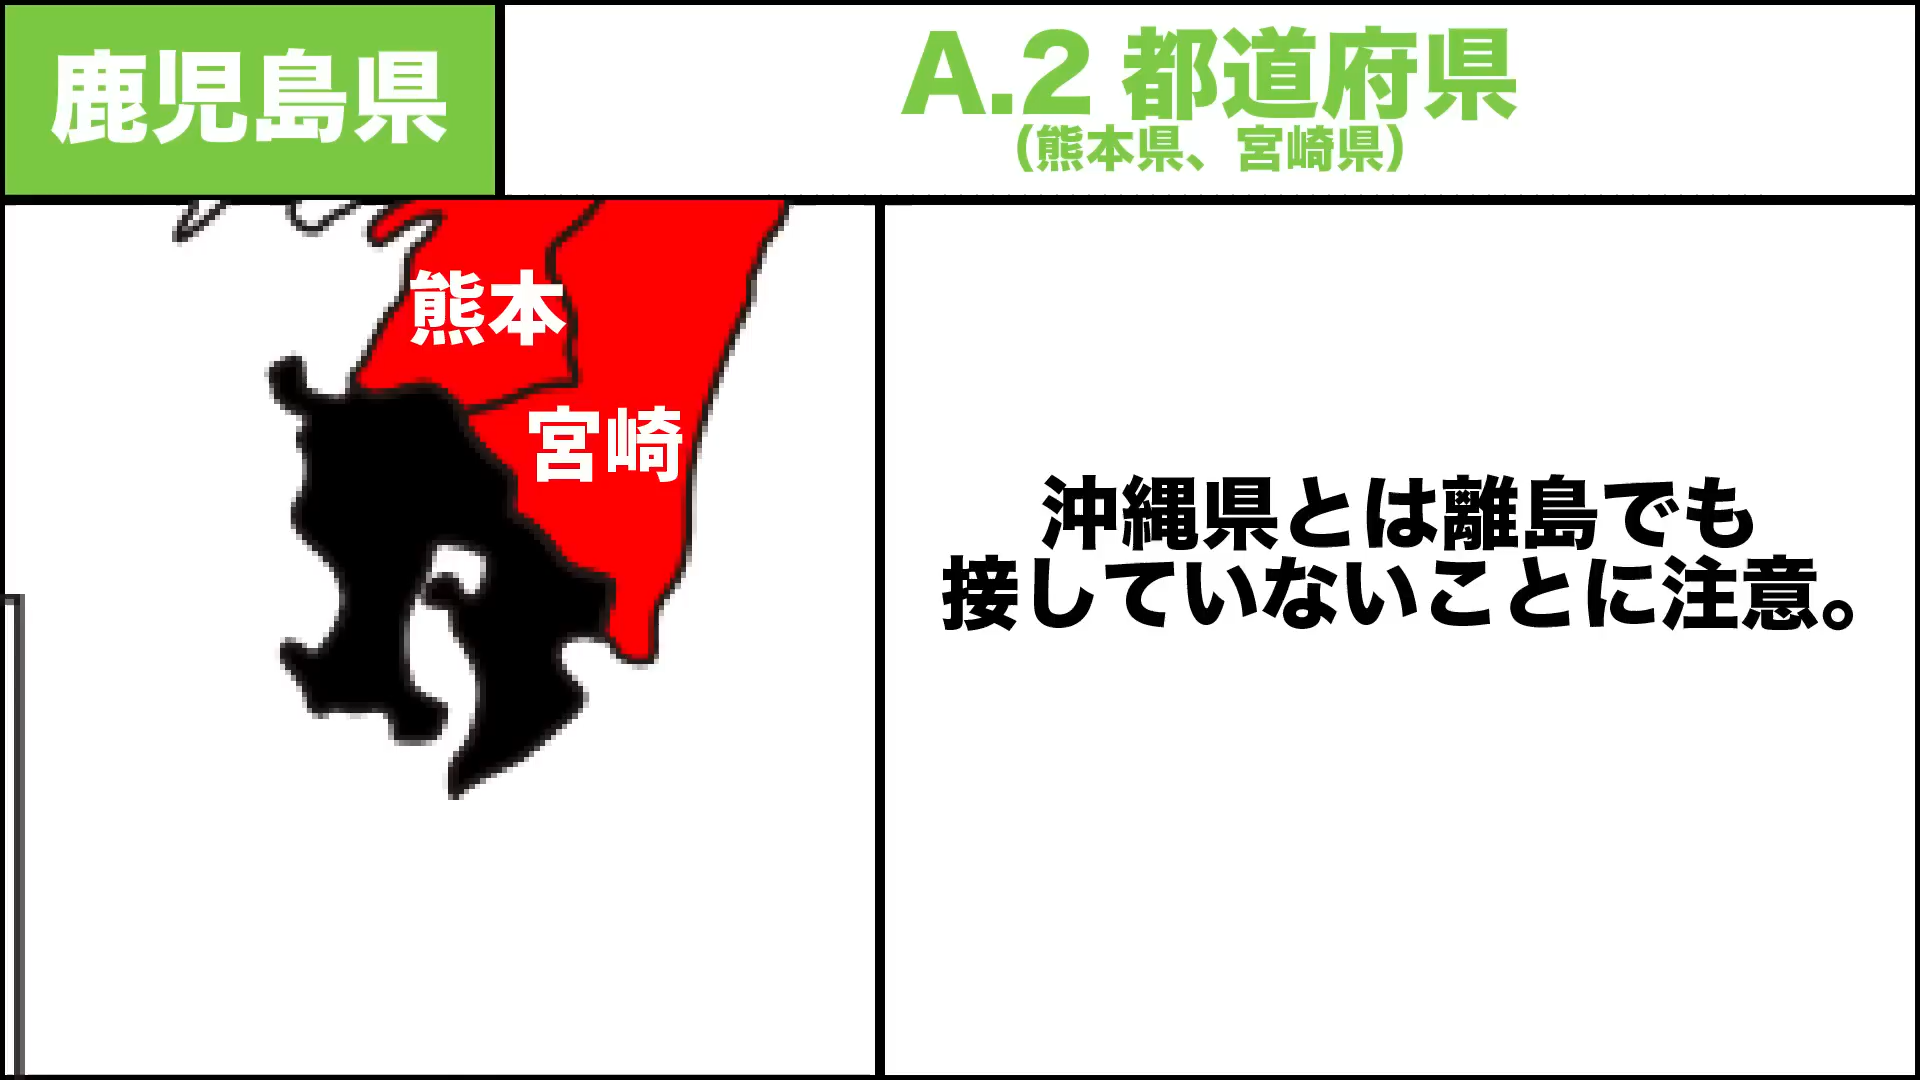 鹿児島県
A.2 都道府県
(熊本県、宮崎県)
熊本
宮崎
沖縄県とは離島でも
接していないことに注意。